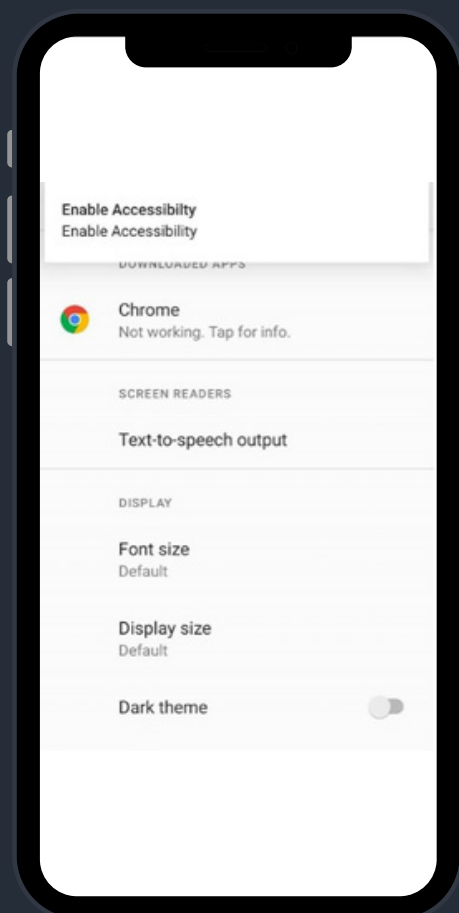 Enable Accessibilty
Enable Accessibility
DOWNLOADED APPS
Chrome
Not working. Tap for info.
SCREEN READERS
Text-to-speech output
DISPLAY
Font size
Default
Display size
Default
Dark theme